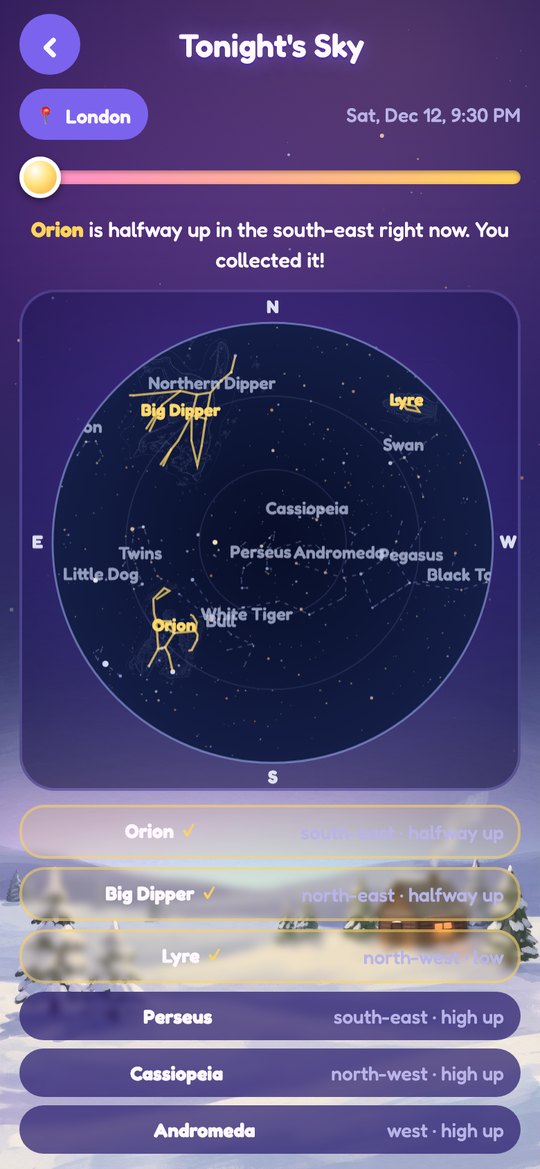 Tonight's Sky
London
Sat, Dec 12, 9:30 PM
Orion is halfway up in the south-east right now. You
collected it!
N
Northern Dipper
Big Dipper
Lyre
on
Swan
Cassiopeia
E
W
Twins
Perseus
Andromeda
Pegasus
Little Dog
Black To
White Tiger
Bull
Orion
S
Orion ✓ south-east · halfway up
Big Dipper ✓ north-east · halfway up
Lyre ✓ north-west · low
Perseus south-east · high up
Cassiopeia north-west · high up
Andromeda west · high up